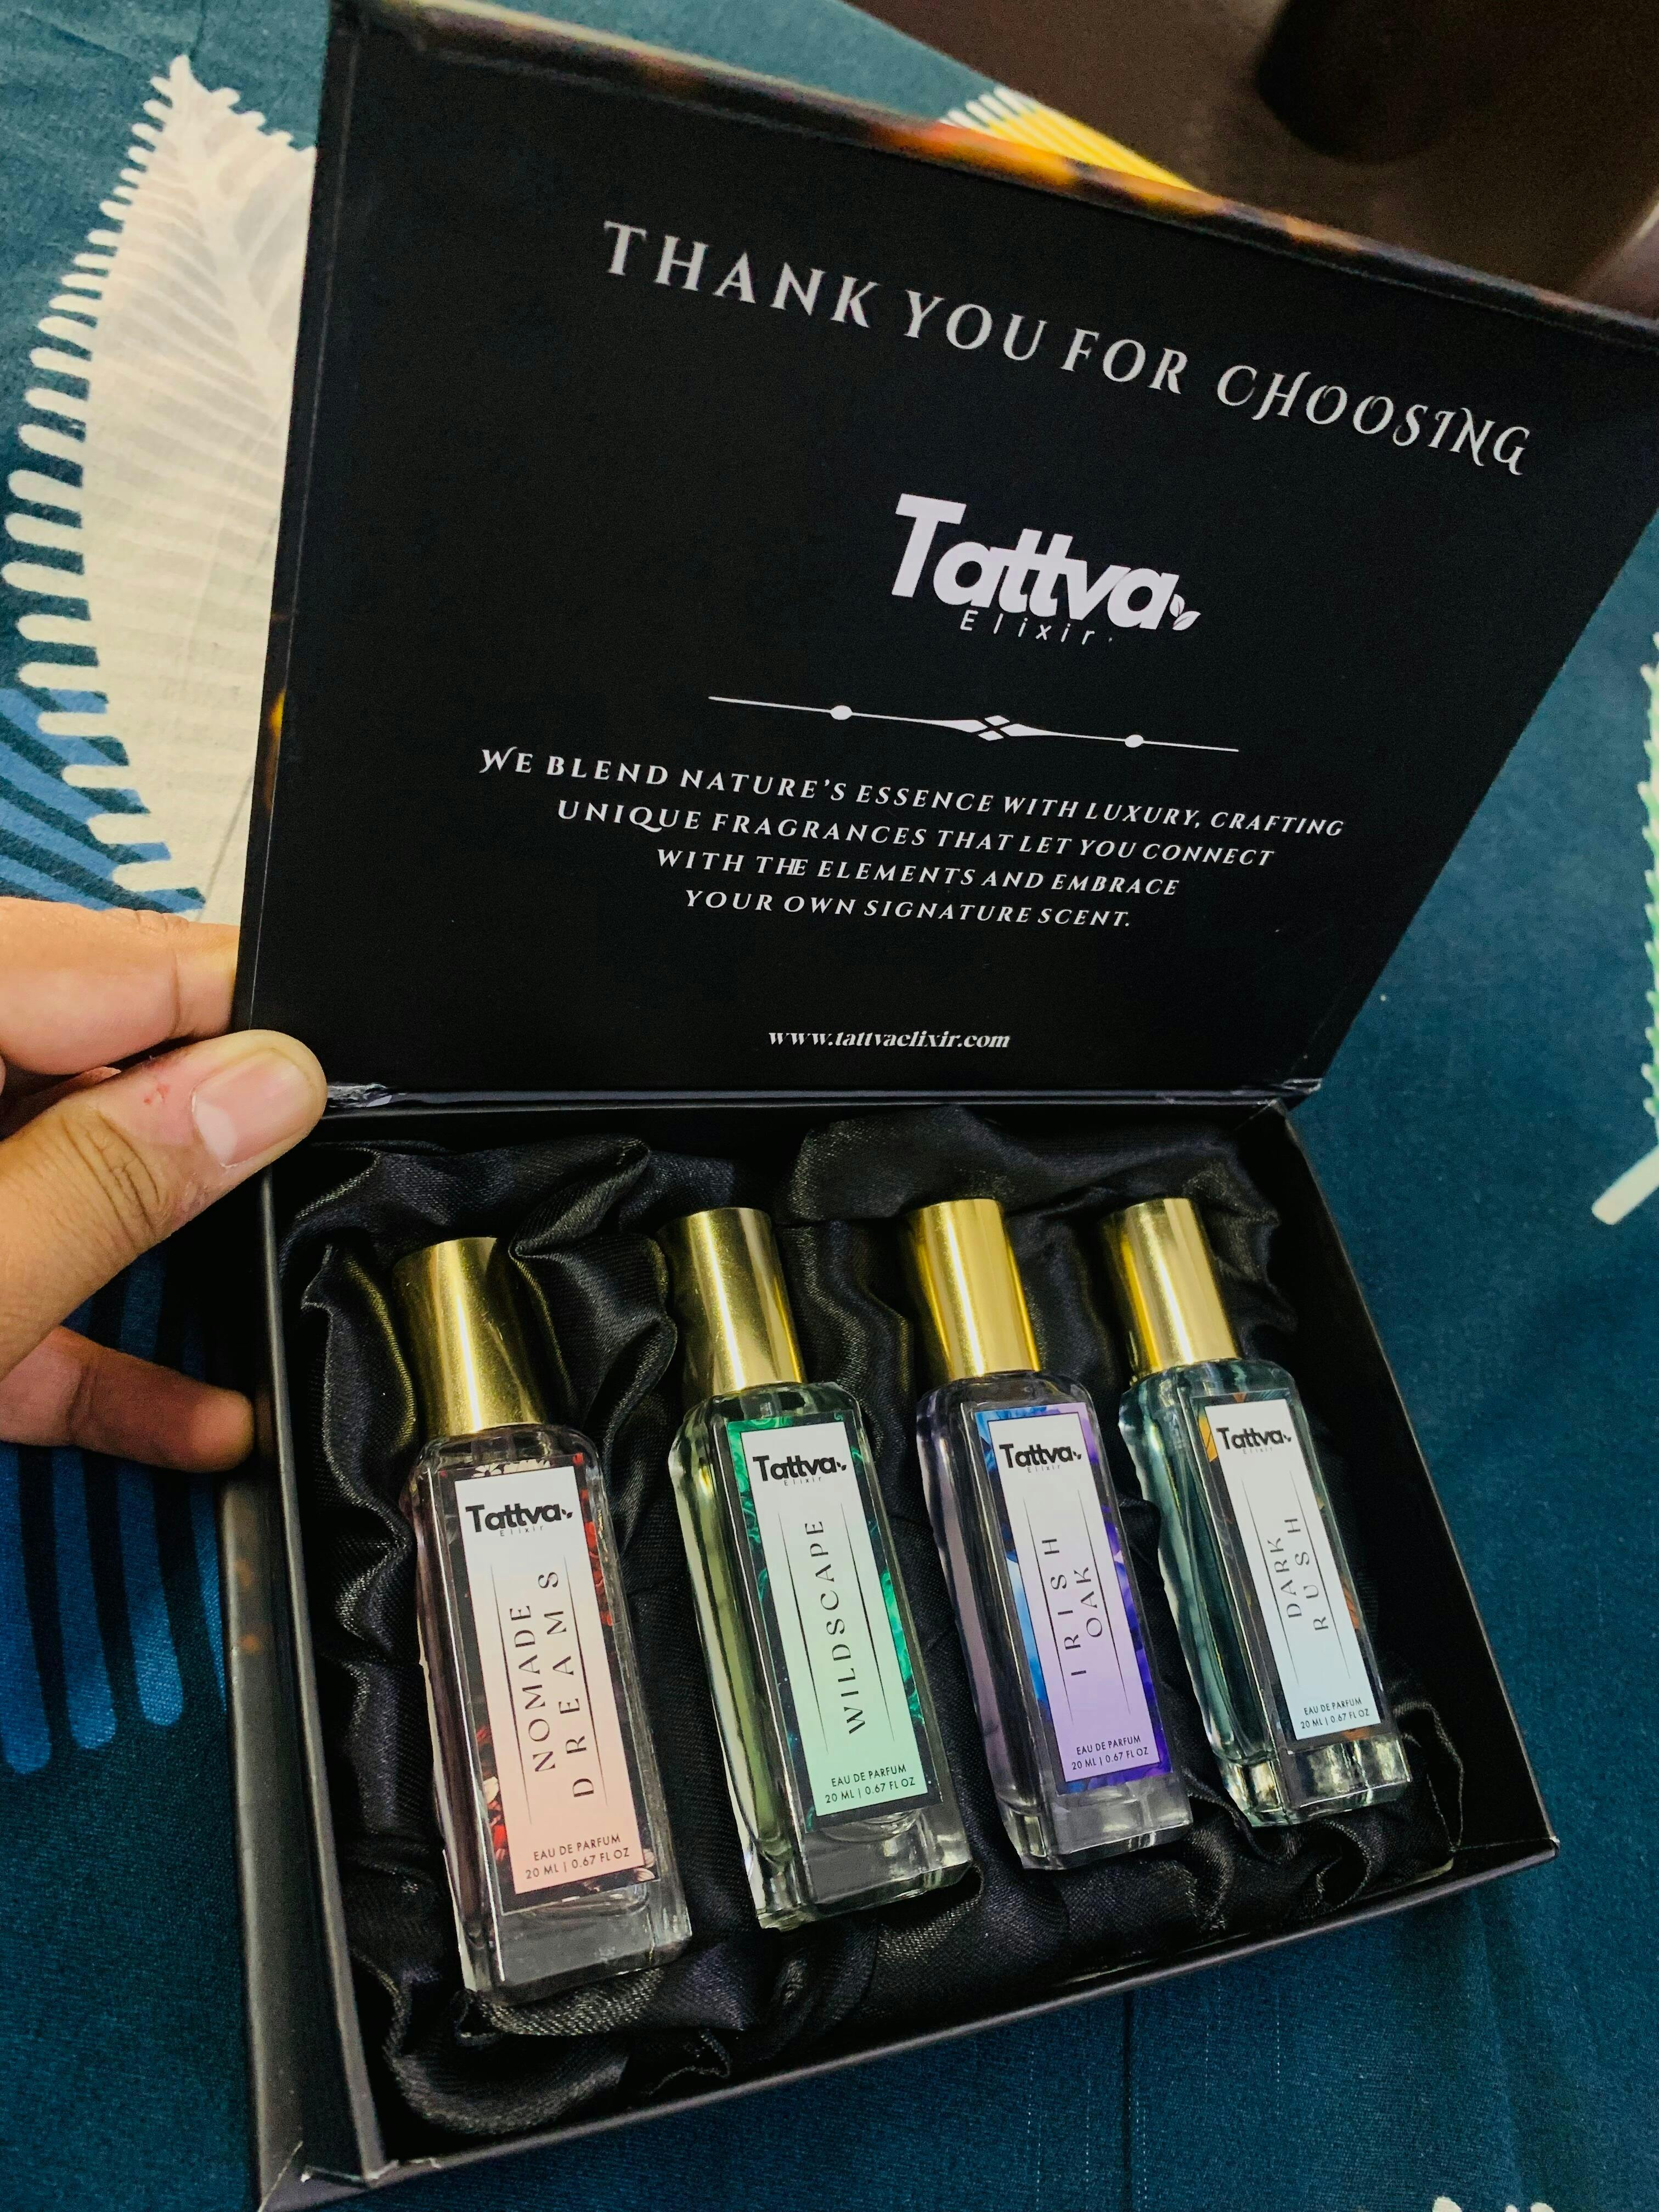 THANK YOU FOR CHOOSING
Tattva
Elixir
WE BLEND NATURE'S ESSENCE WITH LUXURY, CRAFTING
UNIQUE FRAGRANCES THAT LET YOU CONNECT
WITH THE ELEMENTS AND EMBRACE
YOUR OWN SIGNATURE SCENT.
www.tattvaelixir.com
Tattva
Elixir
NOMADE
DREAMS
EAU DE PARFUM
20 ML | 0.67 FL OZ
Tattva
Elixir
WILDSCAPE
EAU DE PARFUM
20 ML | 0.67 FL OZ
Tattva
Elixir
IRISH
OAK
EAU DE PARFUM
20 ML | 0.67 FL OZ
Tattva
Elixir
DARK
RUSH
EAU DE PARFUM
20 ML | 0.67 FL OZ